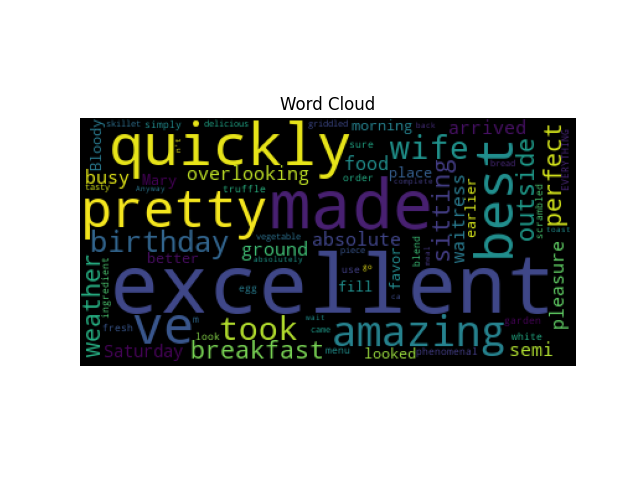 Word Cloud
Bloody
skillet
simply
delicious
griddled
morning
back
arrived
n't
quickly
sure
wife
perfect
EVERYTHING
busy
overlooking
food
place
order
complete
bread
tasty
Mary
Anyway
truffle
pretty
made
sitting
waitress
earlier
best
outside
scrambled
toast
birthday
vegetable
absolute
ground
absolutely
better
piece
favor
blend
meal
pleasure
weather
ingredient
excellent
use
go
egg
fill
ve
m
took
wait
came
amazing
garden
fresh
look
white
Saturday
breakfast
menu
looked
phenomenal
semi